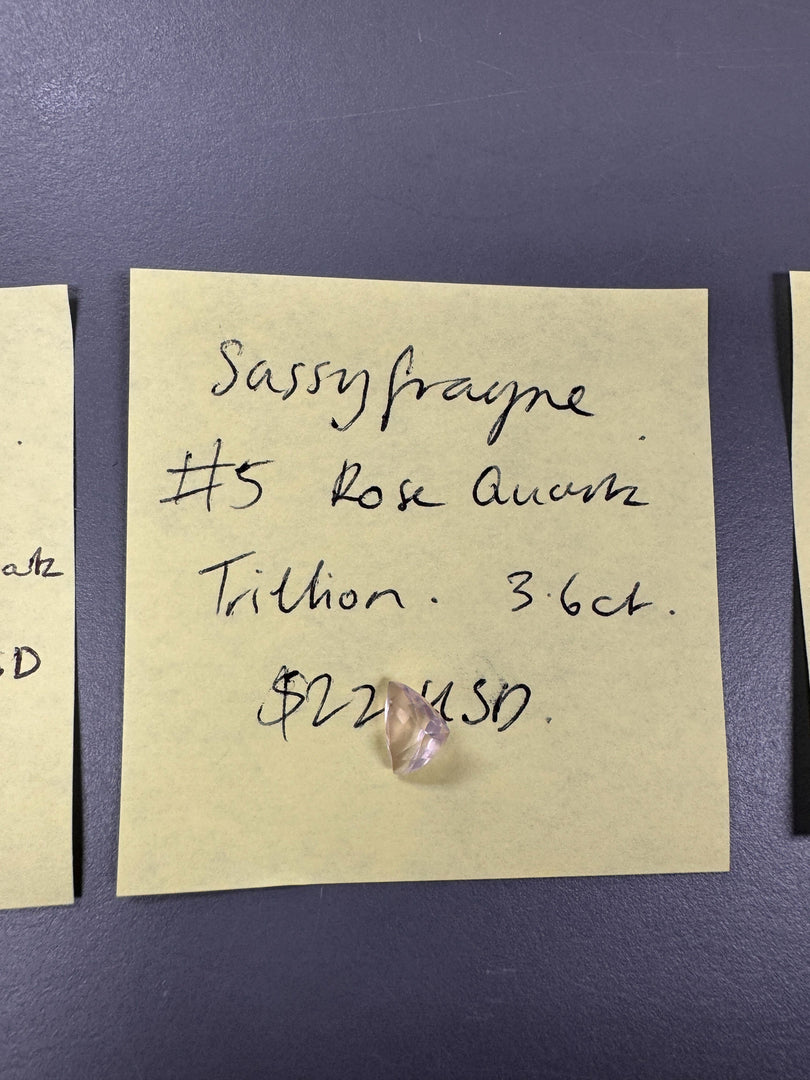 Sassyfrayne
#5 Rose Quartz
Trillion. 3.6ct.
$22 USD.